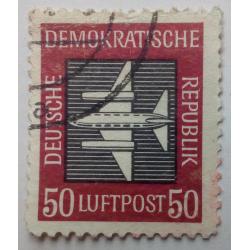 DEUTSCHE
DEMOKRATISCHE
REPUBLIK
50 LUFTPOST 50